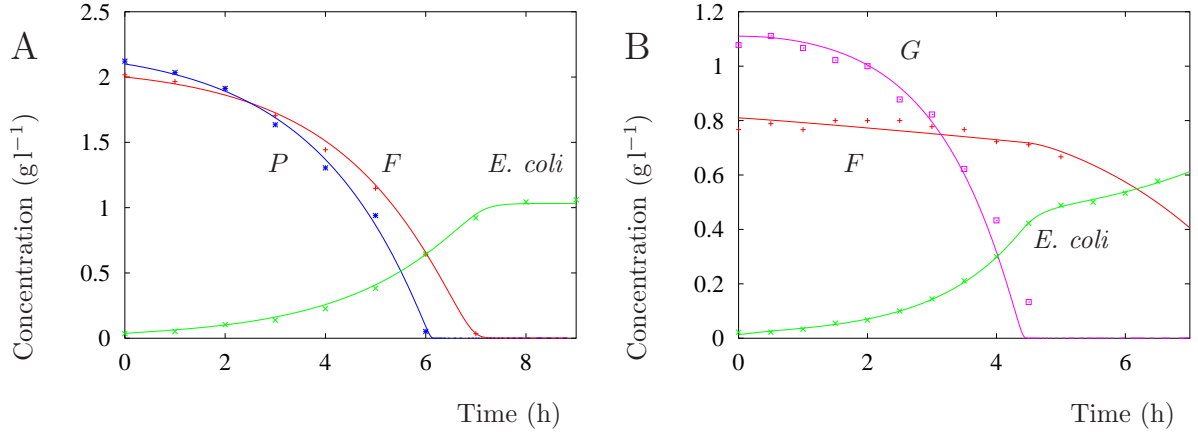 A
Concentration (g l⁻¹)
2.5
2
1.5
1
0.5
0
P
F
E. coli
0 2 4 6 8
Time (h)
B
Concentration (g l⁻¹)
1.2
1
0.8
0.6
0.4
0.2
0
G
F
E. coli
0 2 4 6
Time (h)